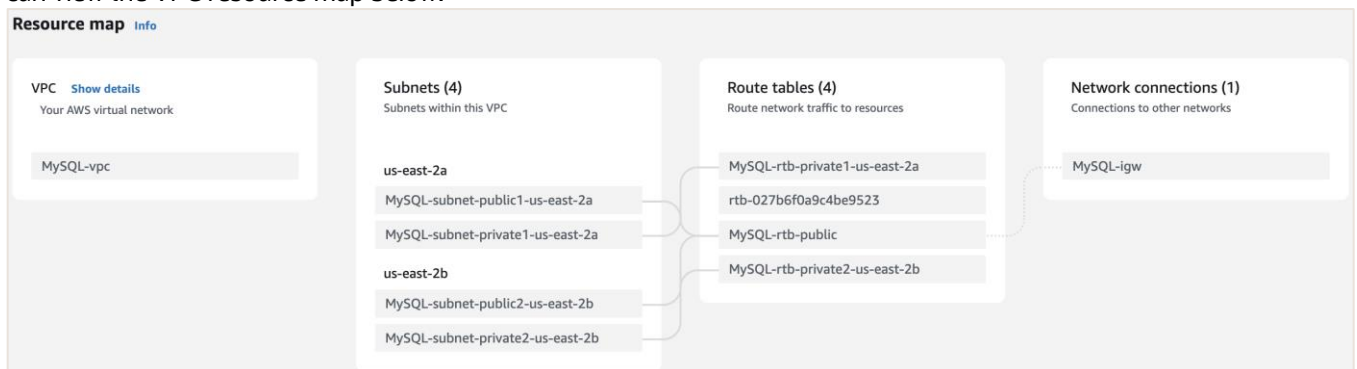 Resource map Info
VPC Show details
Your AWS virtual network
MySQL-vpc
Subnets (4)
Subnets within this VPC
us-east-2a
MySQL-subnet-public1-us-east-2a
MySQL-subnet-private1-us-east-2a
us-east-2b
MySQL-subnet-public2-us-east-2b
MySQL-subnet-private2-us-east-2b
Route tables (4)
Route network traffic to resources
MySQL-rtb-private1-us-east-2a
rtb-027b6f0a9c4be9523
MySQL-rtb-public
MySQL-rtb-private2-us-east-2b
Network connections (1)
Connections to other networks
MySQL-igw